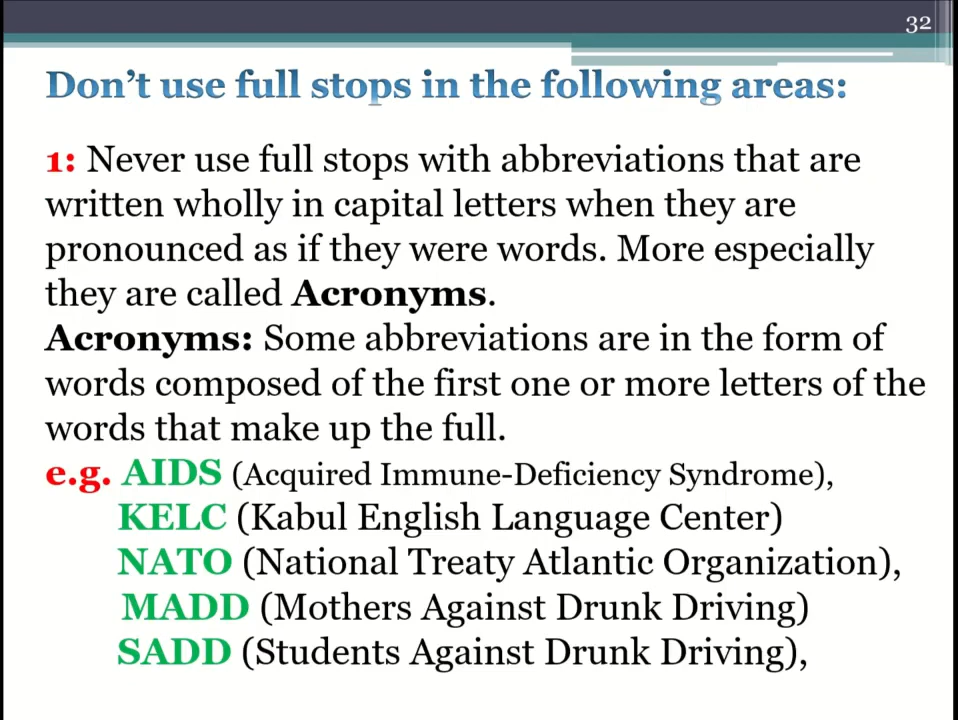 32
Don't use full stops in the following areas:
1: Never use full stops with abbreviations that are
written wholly in capital letters when they are
pronounced as if they were words. More especially
they are called Acronyms.
Acronyms: Some abbreviations are in the form of
words composed of the first one or more letters of the
words that make up the full.
e.g. AIDS (Acquired Immune-Deficiency Syndrome),
KELC (Kabul English Language Center)
NATO (National Treaty Atlantic Organization),
MADD (Mothers Against Drunk Driving)
SADD (Students Against Drunk Driving),